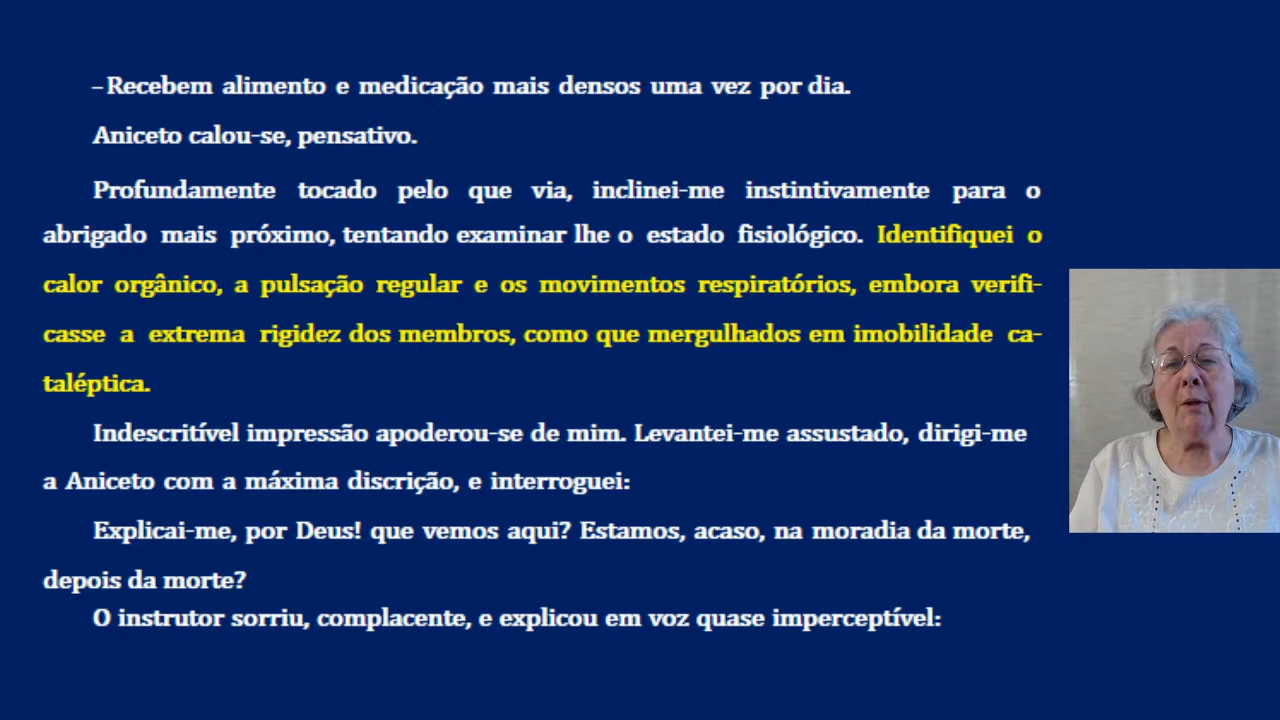 –Recebem alimento e medicação mais densos uma vez por dia.
Aniceto calou-se, pensativo.
Profundamente tocado pelo que via, inclinei-me instintivamente para o
abrigado mais próximo, tentando examinar lhe o estado fisiológico. Identifiquei o
calor orgânico, a pulsação regular e os movimentos respiratórios, embora verifi-
casse a extrema rigidez dos membros, como que mergulhados em imobilidade ca-
taléptica.
Indescritível impressão apoderou-se de mim. Levantei-me assustado, dirigi-me
a Aniceto com a máxima discrição, e interroguei:
Explicai-me, por Deus! que vemos aqui? Estamos, acaso, na moradia da morte,
depois da morte?
O instrutor sorriu, complacente, e explicou em voz quase imperceptível: